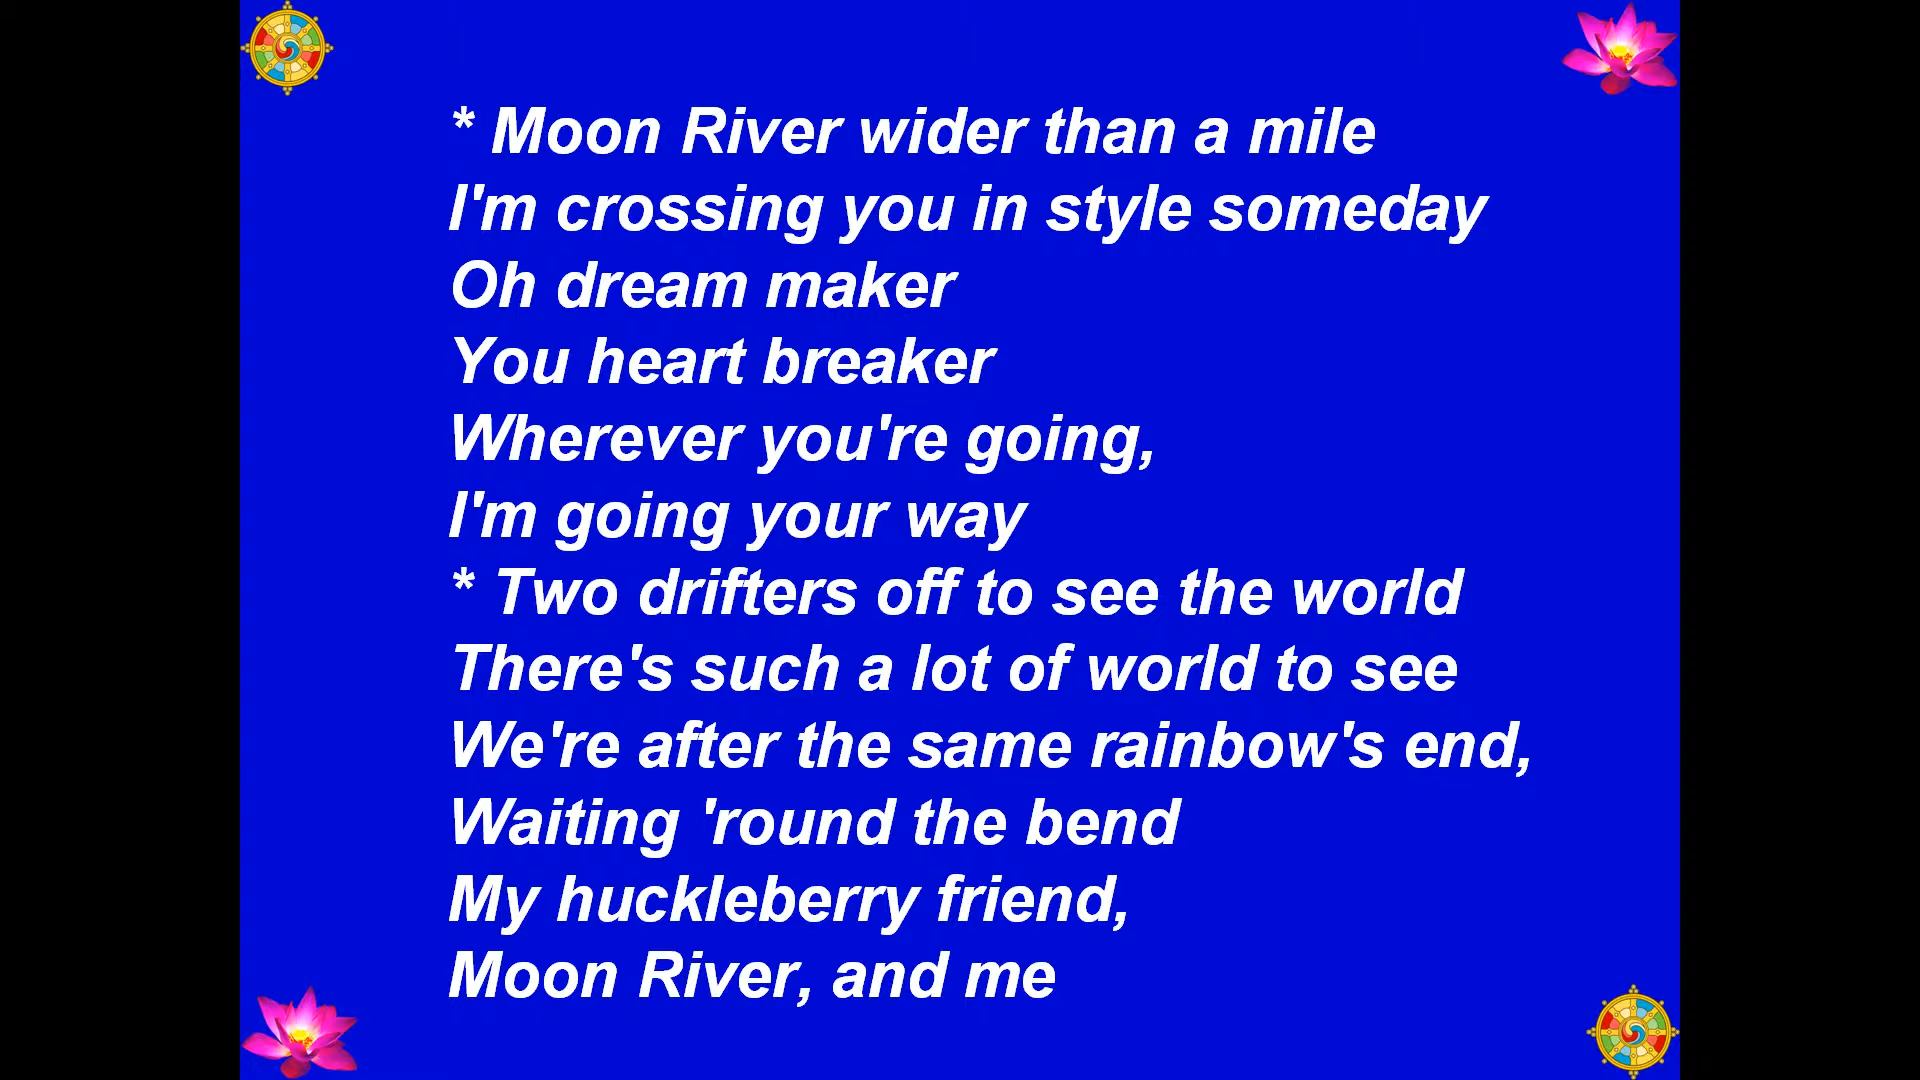 * Moon River wider than a mile
I'm crossing you in style someday
Oh dream maker
You heart breaker
Wherever you're going,
I'm going your way
* Two drifters off to see the world
There's such a lot of world to see
We're after the same rainbow's end,
Waiting 'round the bend
My huckleberry friend,
Moon River, and me